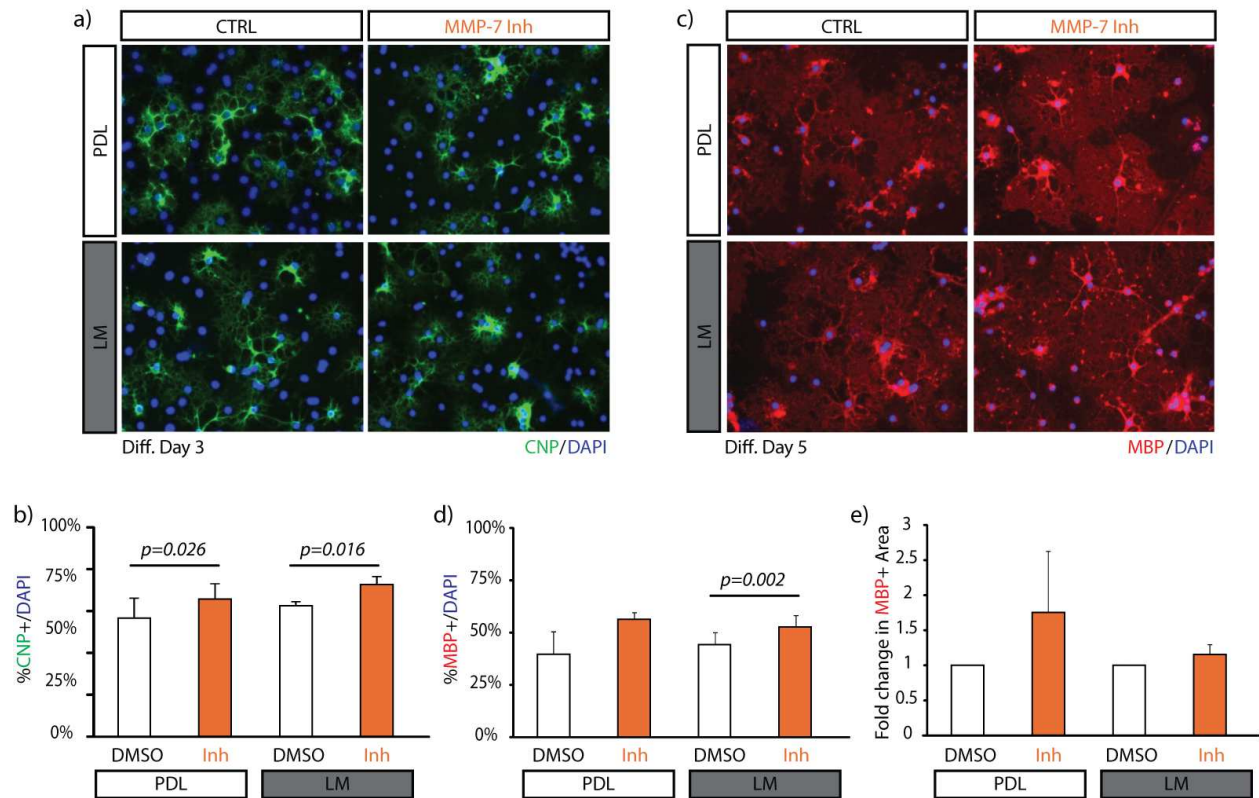 a)
CTRL
MMP-7 Inh
PDL
LM
Diff. Day 3
CNP/DAPI
c)
CTRL
MMP-7 Inh
PDL
LM
Diff. Day 5
MBP/DAPI
b)
%CNP+/DAPI
100%
75%
50%
25%
0%
p=0.026
p=0.016
DMSO
Inh
DMSO
Inh
PDL
LM
d)
%MBP+/DAPI
100%
75%
50%
25%
0%
p=0.002
DMSO
Inh
DMSO
Inh
PDL
LM
e)
Fold change in MBP+ Area
3
2.5
2
1.5
1
0.5
0
DMSO
Inh
DMSO
Inh
PDL
LM